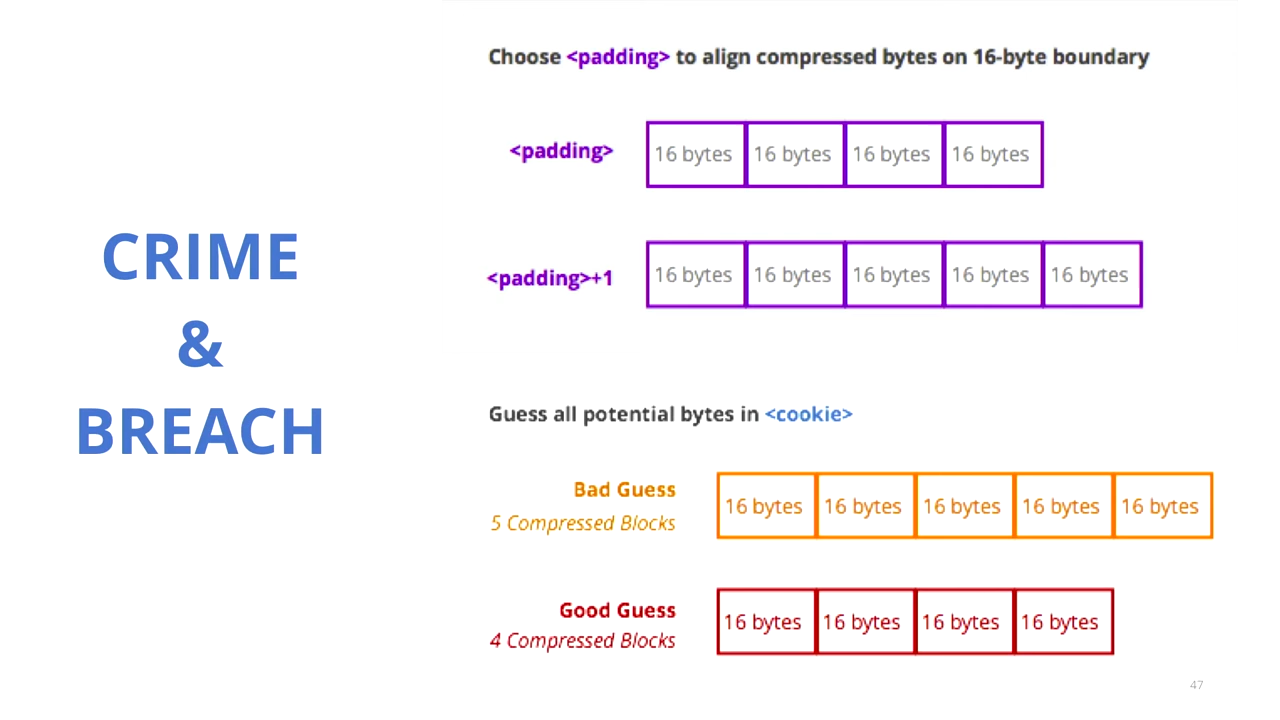 CRIME
&
BREACH
Choose <padding> to align compressed bytes on 16-byte boundary
<padding>
16 bytes 16 bytes 16 bytes 16 bytes
<padding>+1
16 bytes 16 bytes 16 bytes 16 bytes 16 bytes
Guess all potential bytes in <cookie>
Bad Guess
5 Compressed Blocks
16 bytes 16 bytes 16 bytes 16 bytes 16 bytes
Good Guess
4 Compressed Blocks
16 bytes 16 bytes 16 bytes 16 bytes
47